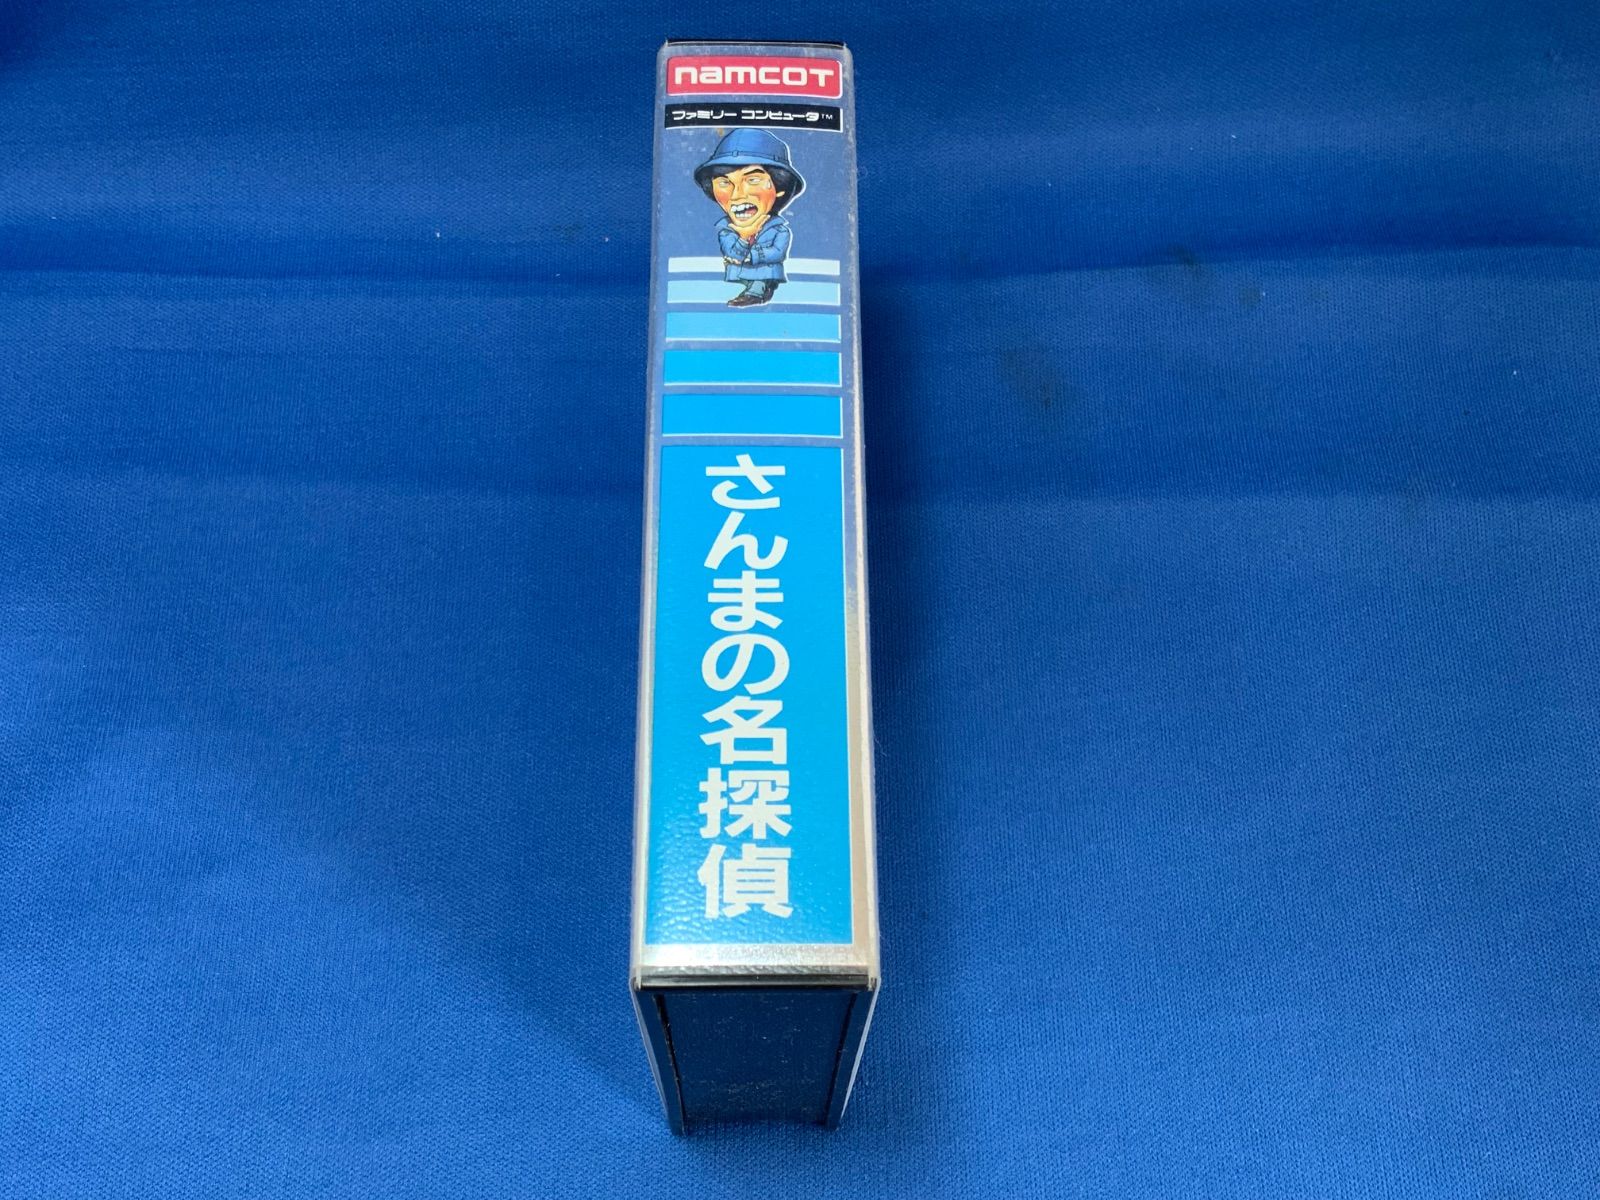 namcoT
ファミリー コンピュータ™
さんまの名探偵